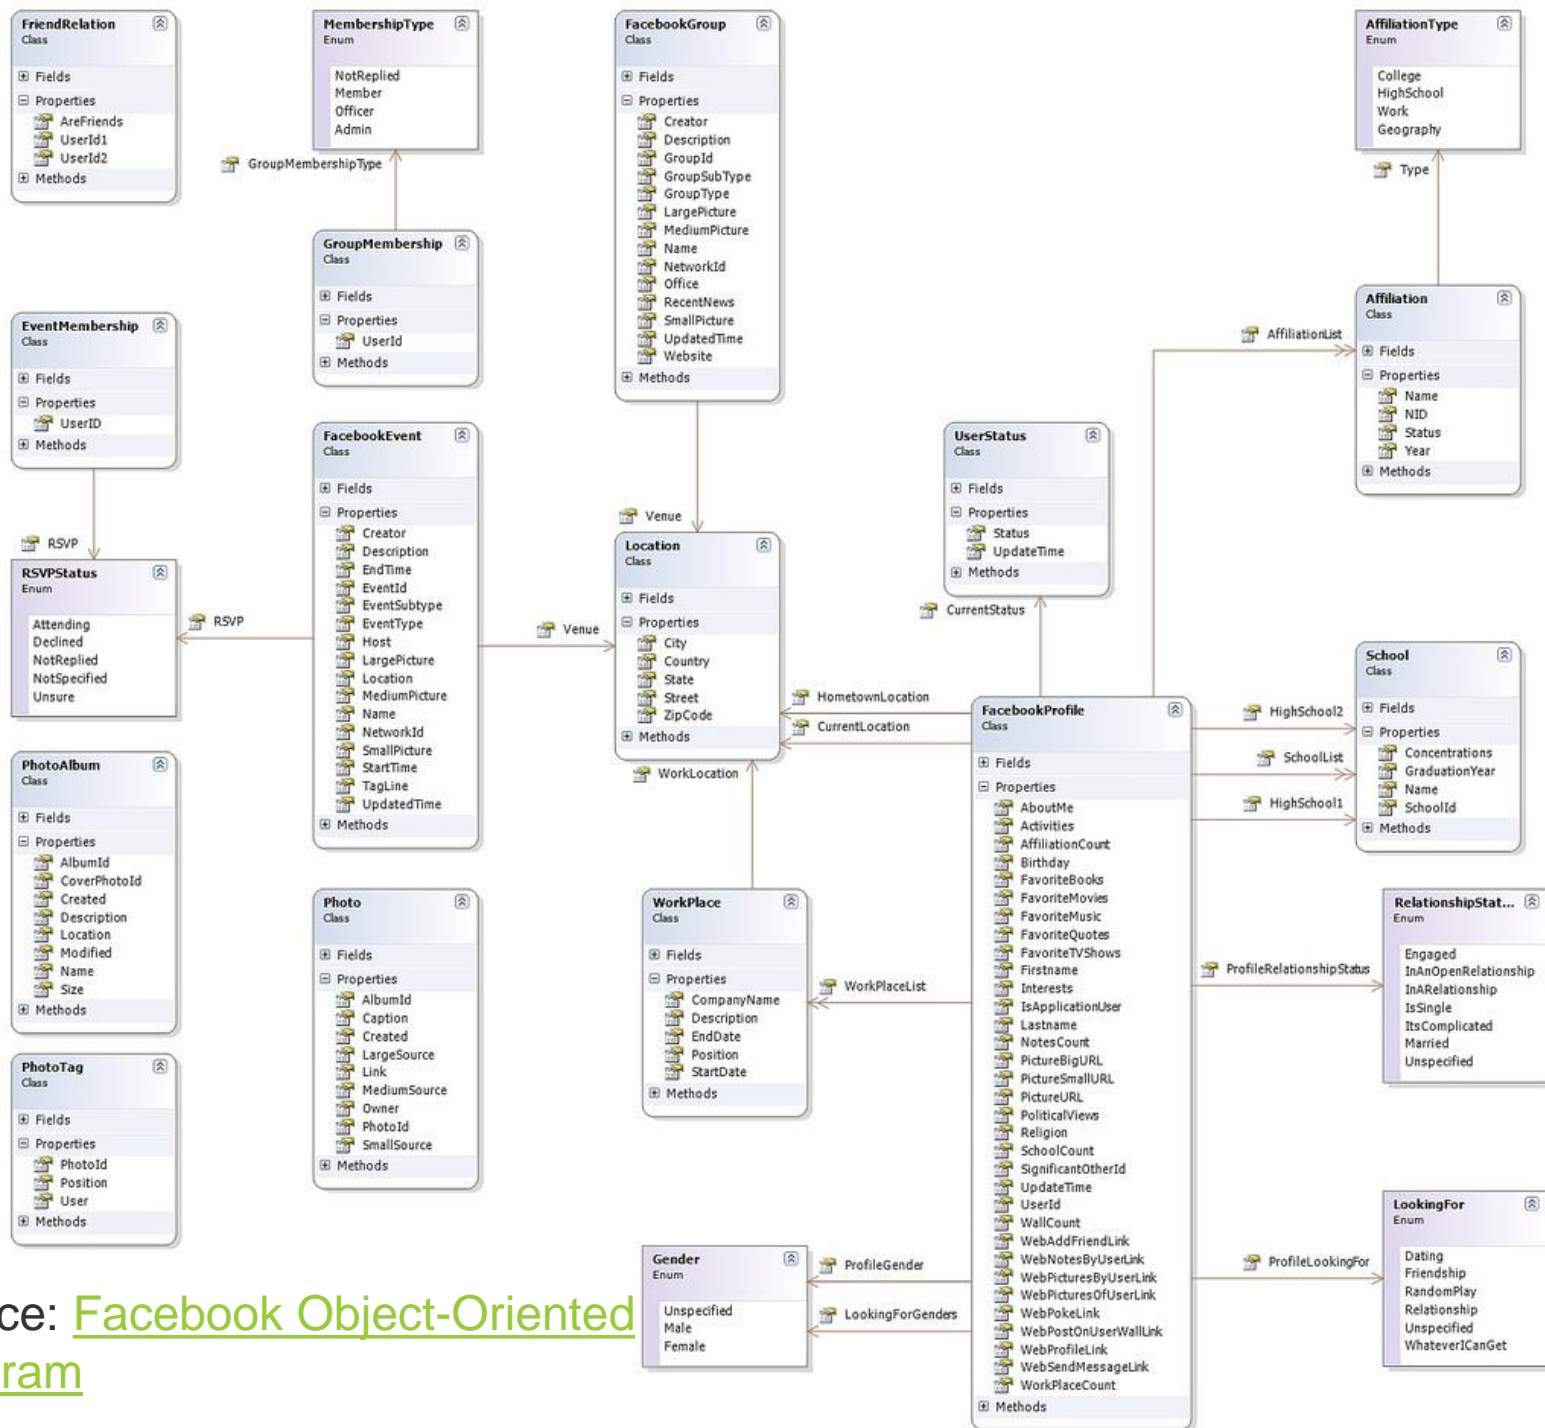 FriendRelation
Class
Fields
Properties
AreFriends
UserId1
UserId2
Methods
MembershipType
Enum
NotReplied
Member
Officer
Admin
GroupMembershipType
GroupMembership
Class
Fields
Properties
UserId
Methods
FacebookGroup
Class
Fields
Properties
Creator
Description
GroupId
GroupSubType
GroupType
LargePicture
MediumPicture
Name
NetworkId
Office
RecentNews
SmallPicture
UpdatedTime
Website
Methods
AffiliationType
Enum
College
HighSchool
Work
Geography
Type
Affiliation
Class
Fields
Properties
Name
NID
Status
Year
Methods
AffiliationList
EventMembership
Class
Fields
Properties
UserID
Methods
RSVP
RSVPStatus
Enum
Attending
Declined
NotReplied
NotSpecified
Unsure
RSVP
FacebookEvent
Class
Fields
Properties
Creator
Description
EndTime
EventId
EventSubtype
EventType
Host
LargePicture
Location
MediumPicture
Name
NetworkId
SmallPicture
StartTime
TagLine
UpdatedTime
Methods
Venue
Venue
Location
Class
Fields
Properties
City
Country
State
Street
ZipCode
Methods
WorkLocation
HometownLocation
CurrentLocation
UserStatus
Class
Fields
Properties
Status
UpdateTime
Methods
CurrentStatus
School
Class
Fields
Properties
Concentrations
GraduationYear
Name
SchoolId
Methods
HighSchool2
SchoolList
HighSchool1
FacebookProfile
Class
Fields
Properties
AboutMe
Activities
AffiliationCount
Birthday
FavoriteBooks
FavoriteMovies
FavoriteMusic
FavoriteQuotes
FavoriteTVShows
Firstname
Interests
IsApplicationUser
Lastname
NotesCount
PictureBigURL
PictureSmallURL
PictureURL
PoliticalViews
Religion
SchoolCount
SignificantOtherId
UpdateTime
UserId
WallCount
WebAddFriendLink
WebNotesByUserLink
WebPicturesByUserLink
WebPicturesOfUserLink
WebPokeLink
WebPostOnUserWallLink
WebProfileLink
WebSendMessageLink
WorkPlaceCount
Methods
PhotoAlbum
Class
Fields
Properties
AlbumId
CoverPhotoId
Created
Description
Location
Modified
Name
Size
Methods
PhotoTag
Class
Fields
Properties
PhotoId
Position
User
Methods
Photo
Class
Fields
Properties
AlbumId
Caption
Created
LargeSource
Link
MediumSource
Owner
PhotoId
SmallSource
Methods
WorkPlace
Class
Fields
Properties
CompanyName
Description
EndDate
Position
StartDate
Methods
WorkPlaceList
RelationshipStat...
Enum
Engaged
InAnOpenRelationship
InARelationship
IsSingle
ItsComplicated
Married
Unspecified
ProfileRelationshipStatus
LookingFor
Enum
Dating
Friendship
RandomPlay
Relationship
Unspecified
WhateverICanGet
ProfileLookingFor
Gender
Enum
Unspecified
Male
Female
ProfileGender
LookingForGenders
ce: Facebook Object-Oriented
ram